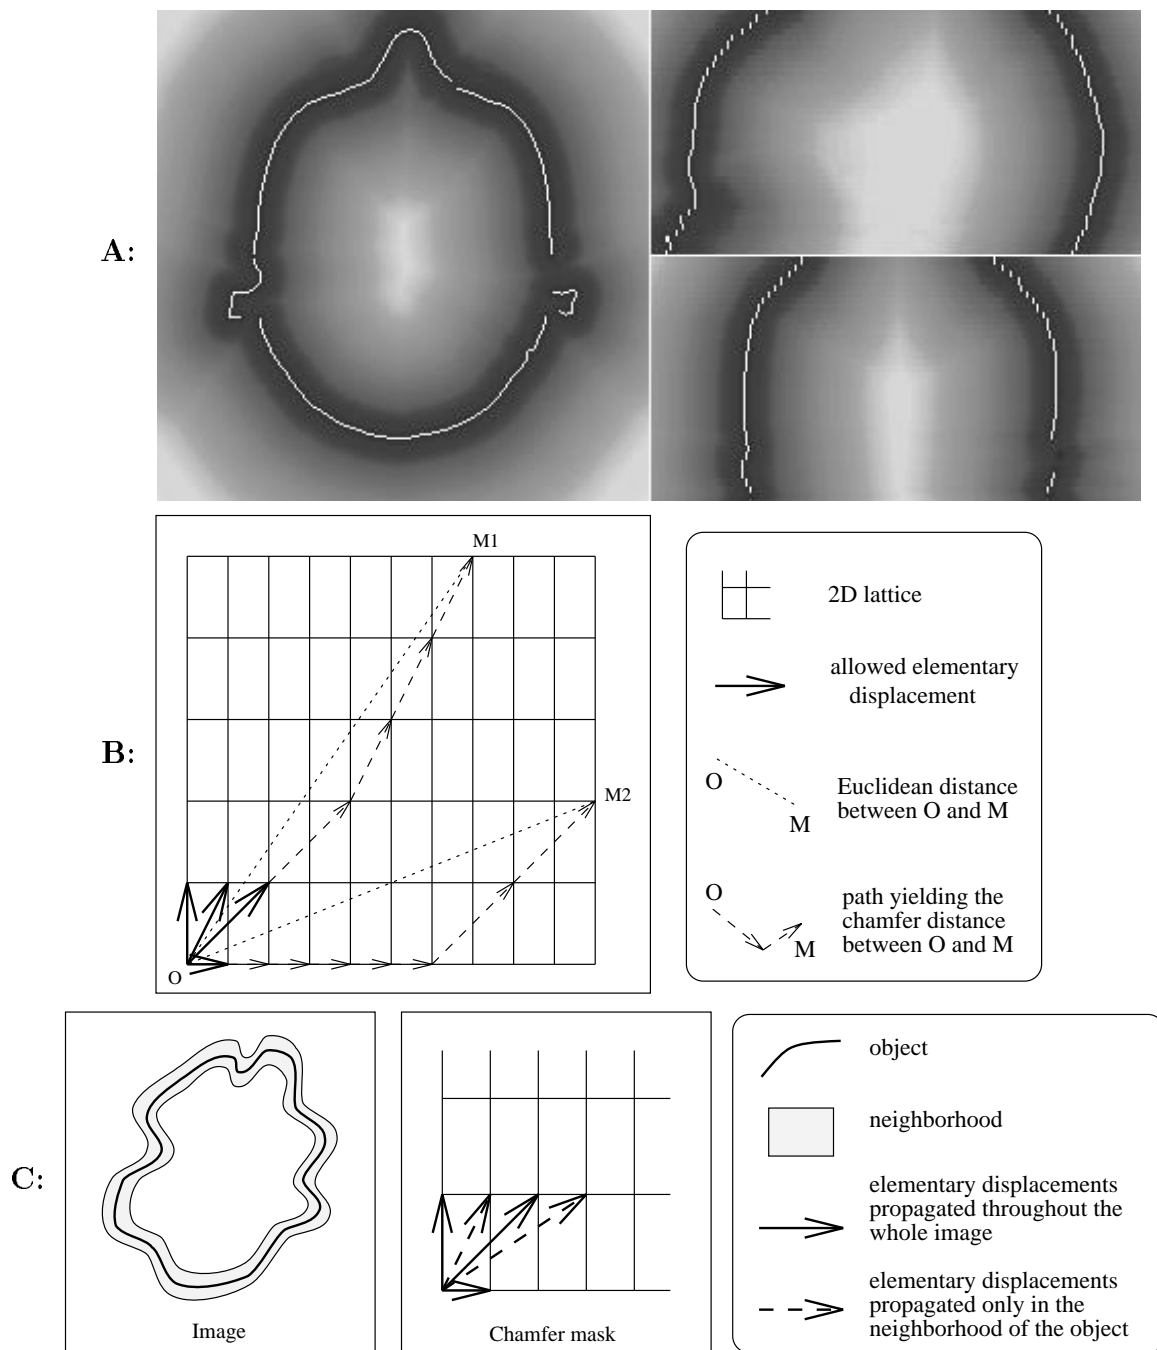 A:
B:
M1
M2
O
2D lattice
allowed elementary
displacement
O
M
Euclidean distance
between O and M
O
M
path yielding the
chamfer distance
between O and M
C:
Image
Chamfer mask
object
neighborhood
elementary displacements
propagated throughout the
whole image
elementary displacements
propagated only in the
neighborhood of the object